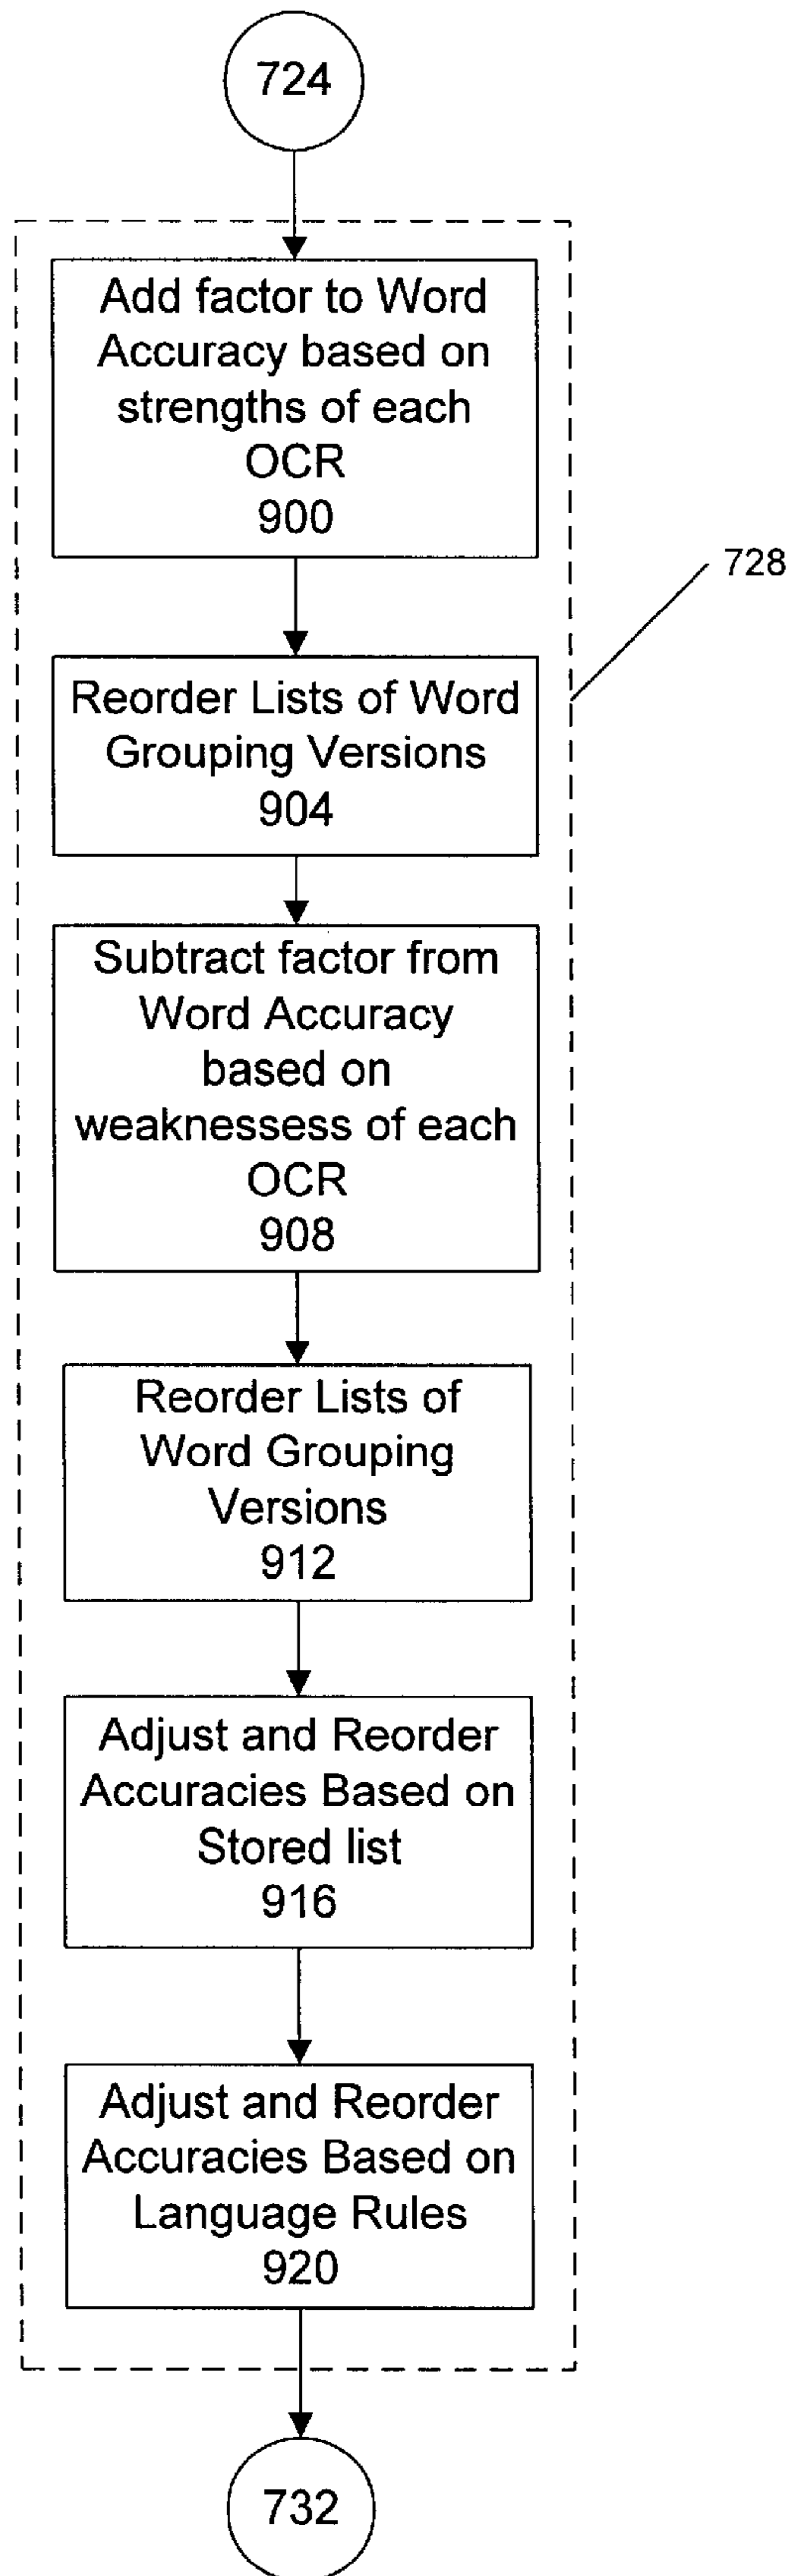 724
Add factor to Word
Accuracy based on
strengths of each
OCR
900
728
Reorder Lists of Word
Grouping Versions
904
Subtract factor from
Word Accuracy
based on
weaknessess of each
OCR
908
Reorder Lists of
Word Grouping
Versions
912
Adjust and Reorder
Accuracies Based on
Stored list
916
Adjust and Reorder
Accuracies Based on
Language Rules
920
732